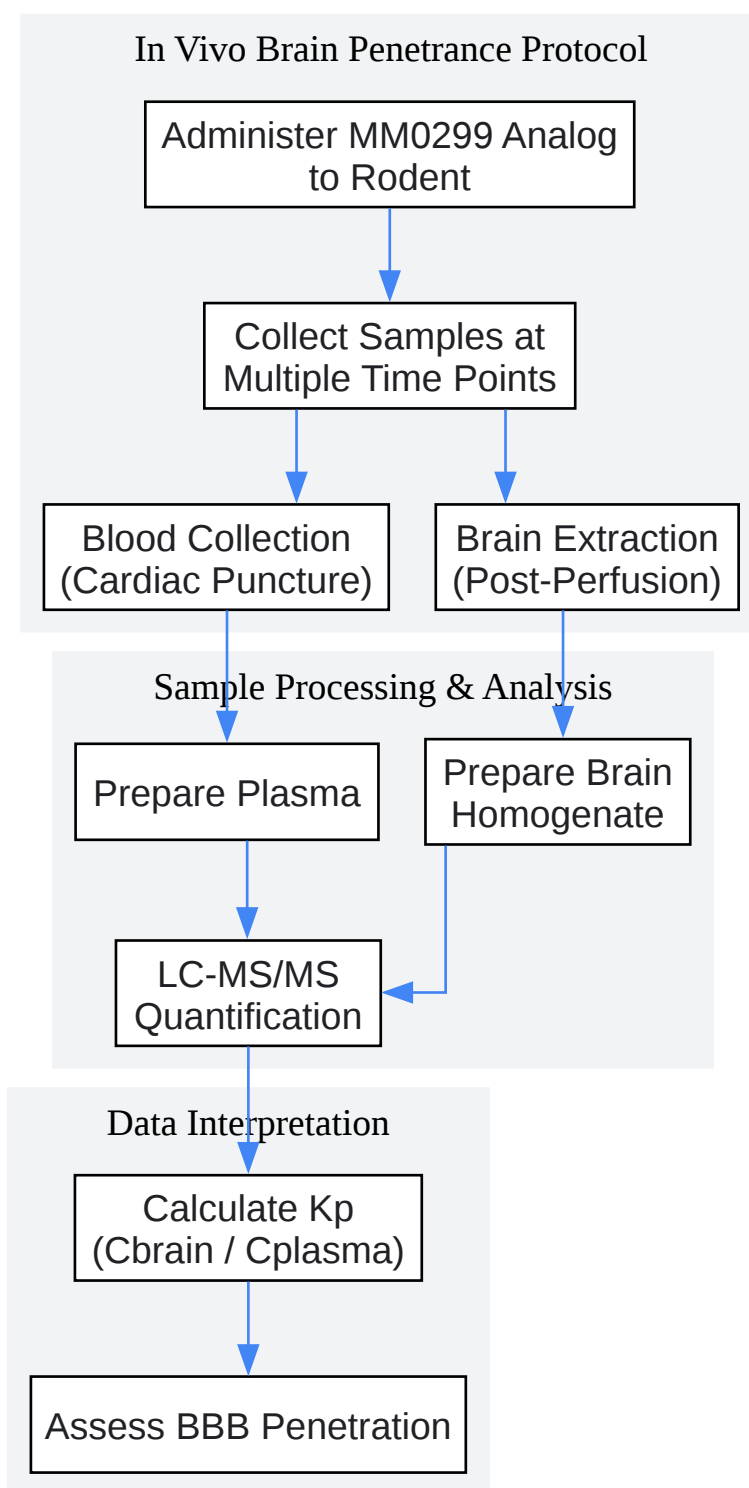 In Vivo Brain Penetrance Protocol
Administer MM0299 Analog
to Rodent
Collect Samples at
Multiple Time Points
Blood Collection
(Cardiac Puncture)
Brain Extraction
(Post-Perfusion)
Sample Processing & Analysis
Prepare Plasma
Prepare Brain
Homogenate
LC-MS/MS
Quantification
Data Interpretation
Calculate Kp
(Cbrain / Cplasma)
Assess BBB Penetration